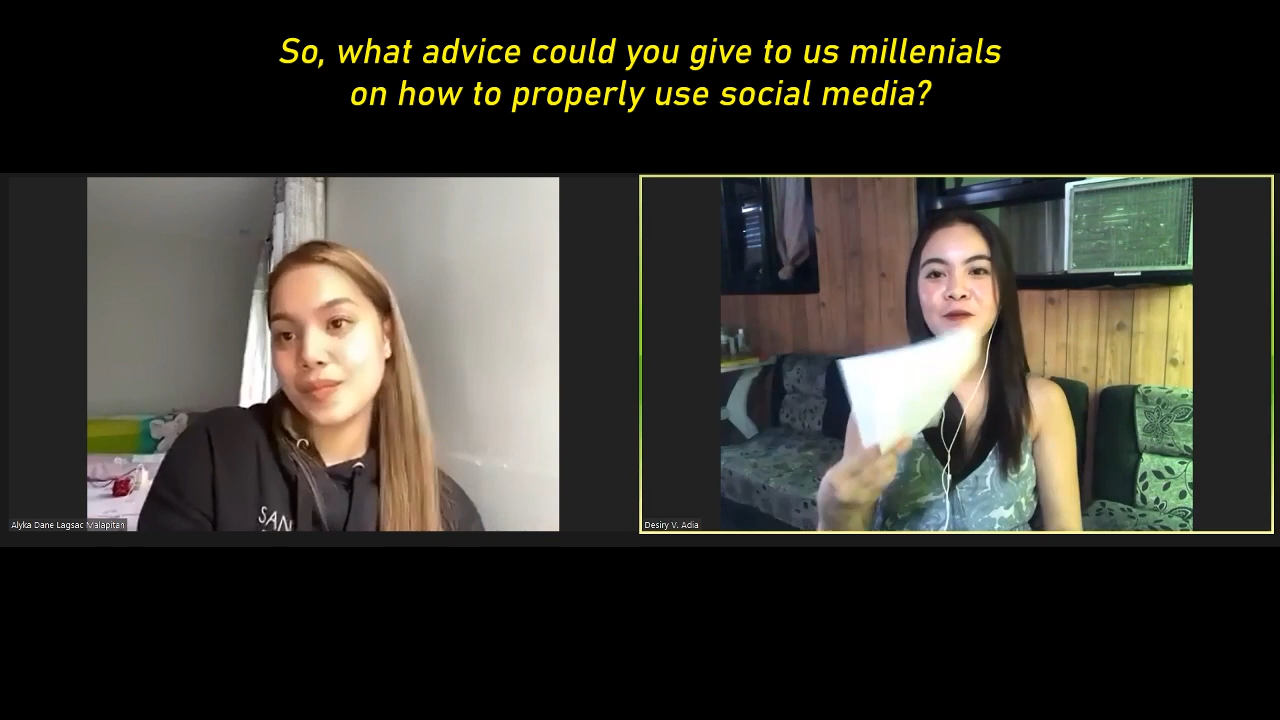 So, what advice could you give to us millenials
on how to properly use social media?
SAN
Alyka Dane Lagsac Malapitan
Desiry V. Adia